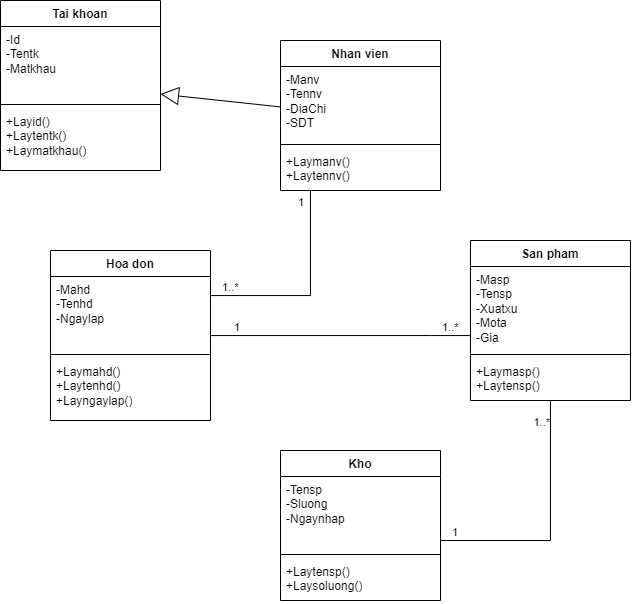 Tai khoan
-Id
-Tentk
-Matkhau
+Layid()
+Laytentk()
+Laymatkhau()
Nhan vien
-Manv
-Tennv
-DiaChi
-SDT
+Laymanv()
+Laytennv()
1
1..*
Hoa don
-Mahd
-Tenhd
-Ngaylap
+Laymahd()
+Laytenhd()
+Layngaylap()
1
1..*
San pham
-Masp
-Tensp
-Xuatxu
-Mota
-Gia
+Laymasp()
+Laytensp()
1..*
1
Kho
-Tensp
-Sluong
-Ngaynhap
+Laytensp()
+Laysoluong()